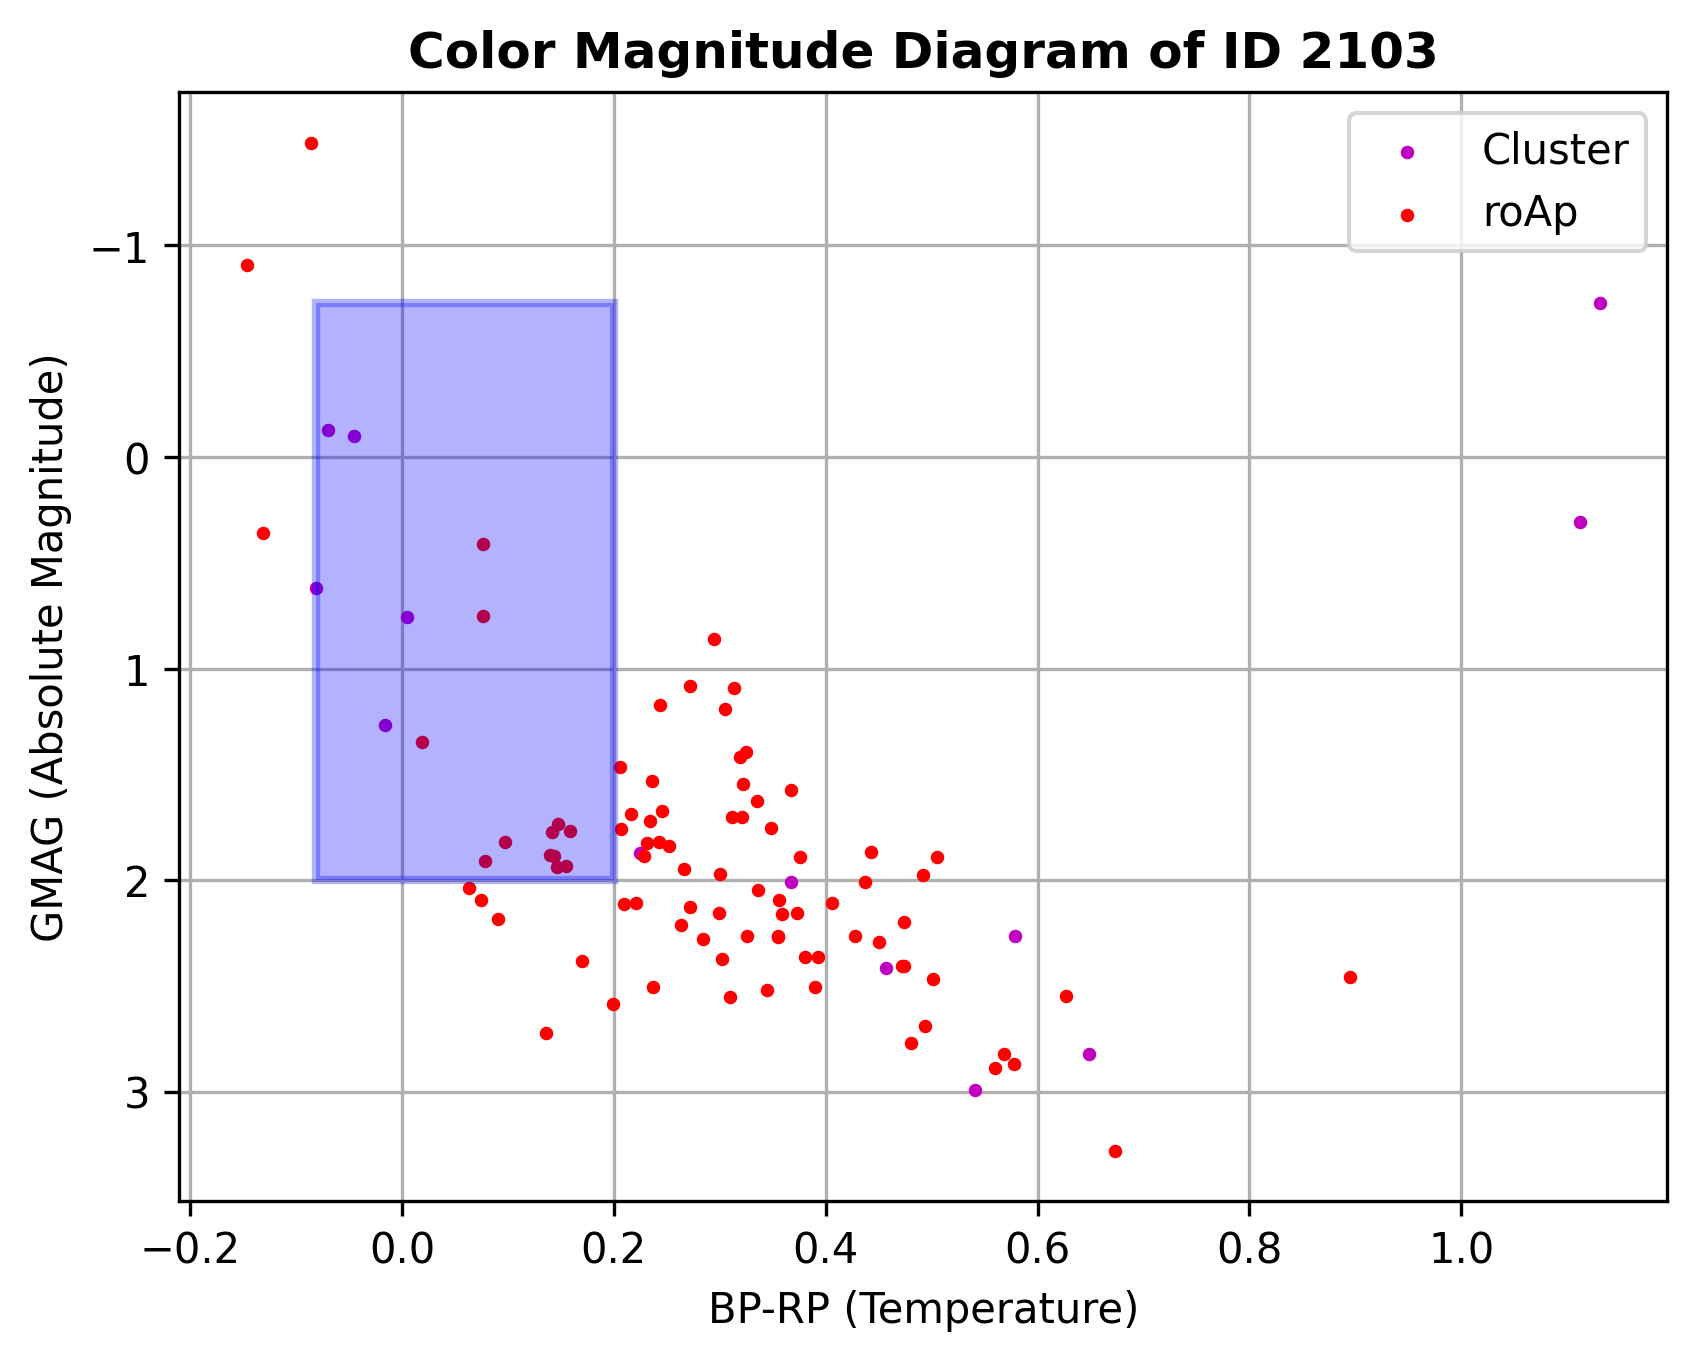 Color Magnitude Diagram of ID 2103
Cluster
roAp
−1
0
1
2
3
GMAG (Absolute Magnitude)
−0.2 0.0 0.2 0.4 0.6 0.8 1.0
BP-RP (Temperature)